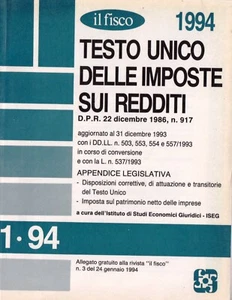 il fisco
1994
TESTO UNICO
DELLE IMPOSTE
SUI REDDITI
D.P.R. 22 dicembre 1986, n. 917
aggiornato al 31 dicembre 1993
con i DD.LL. n. 503, 553, 554 e 557/1993
in corso di conversione
e con la L. n. 537/1993
APPENDICE LEGISLATIVA
- Disposizioni correttive, di attuazione e transitorie
del Testo Unico
- Imposta sul patrimonio netto delle imprese
a cura dell'Istituto di Studi Economici Giuridici - ISEG
1·94
Allegato gratuito alla rivista "il fisco"
n. 3 del 24 gennaio 1994